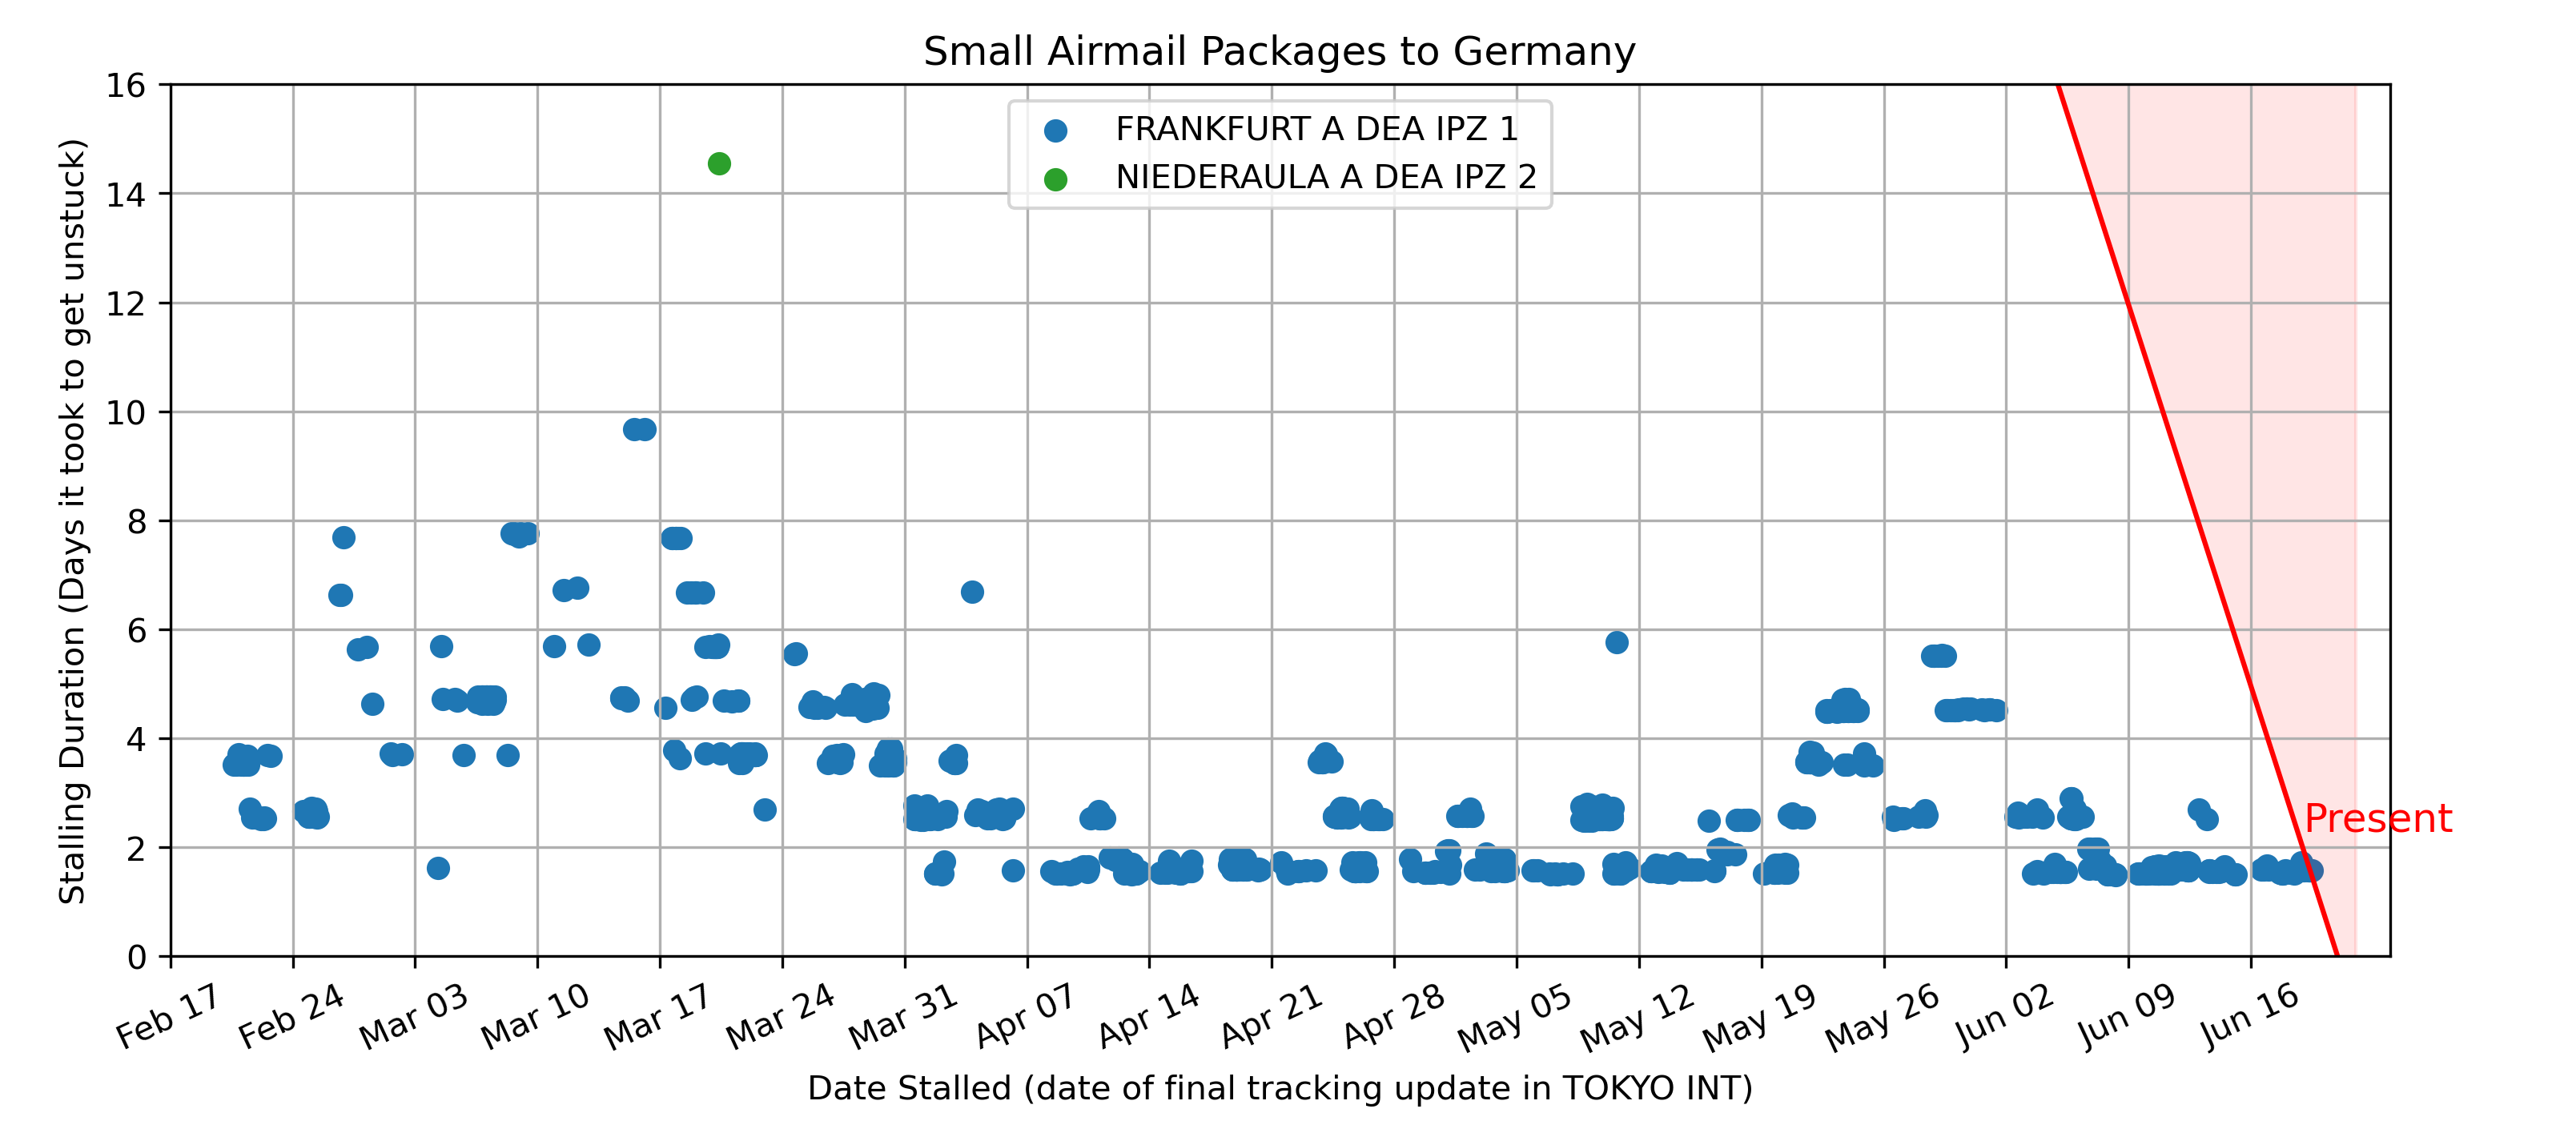 Small Airmail Packages to Germany
FRANKFURT A DEA IPZ 1
NIEDERAULA A DEA IPZ 2
Stalling Duration (Days it took to get unstuck)
16
14
12
10
8
6
4
2
0
Present
Feb 17 Feb 24 Mar 03 Mar 10 Mar 17 Mar 24 Mar 31 Apr 07 Apr 14 Apr 21 Apr 28 May 05 May 12 May 19 May 26 Jun 02 Jun 09 Jun 16
Date Stalled (date of final tracking update in TOKYO INT)